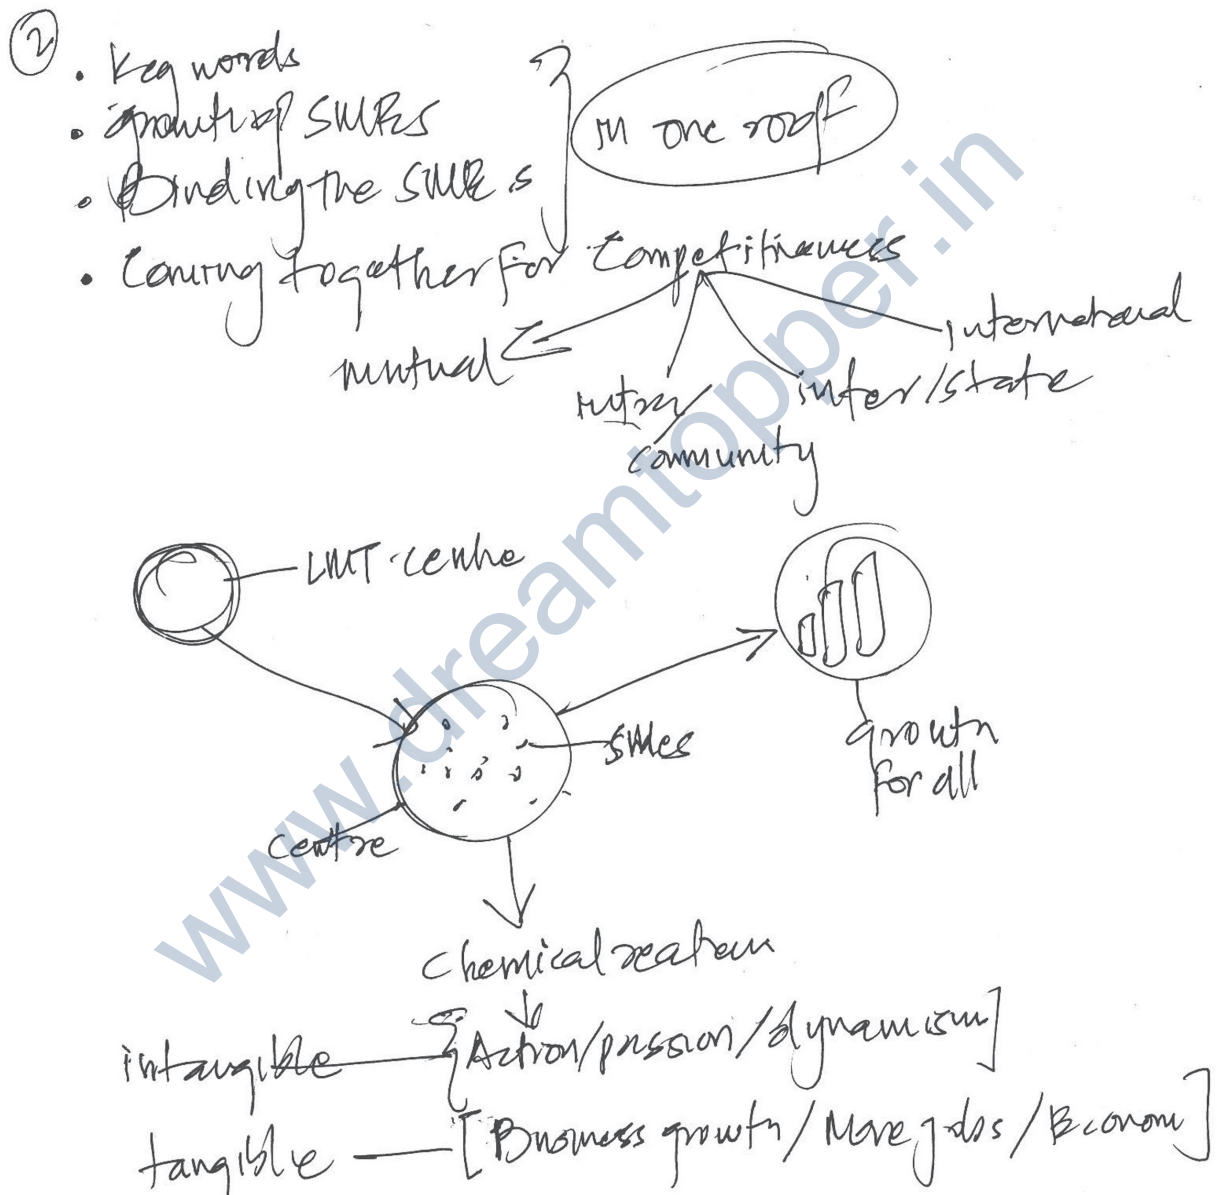 2
. Key words
. growth of SMEs
. Binding the SMEs
. Coming together for Competitiveness
in one roof
mutual
intra/
community
inter/state
international
LMT centre
SMEs
centre
growth
for all
Chemical reaction
intangible { [Action/passion/dynamism]
tangible — [Business growth/More jobs/Econom]
www.dreamtopper.in